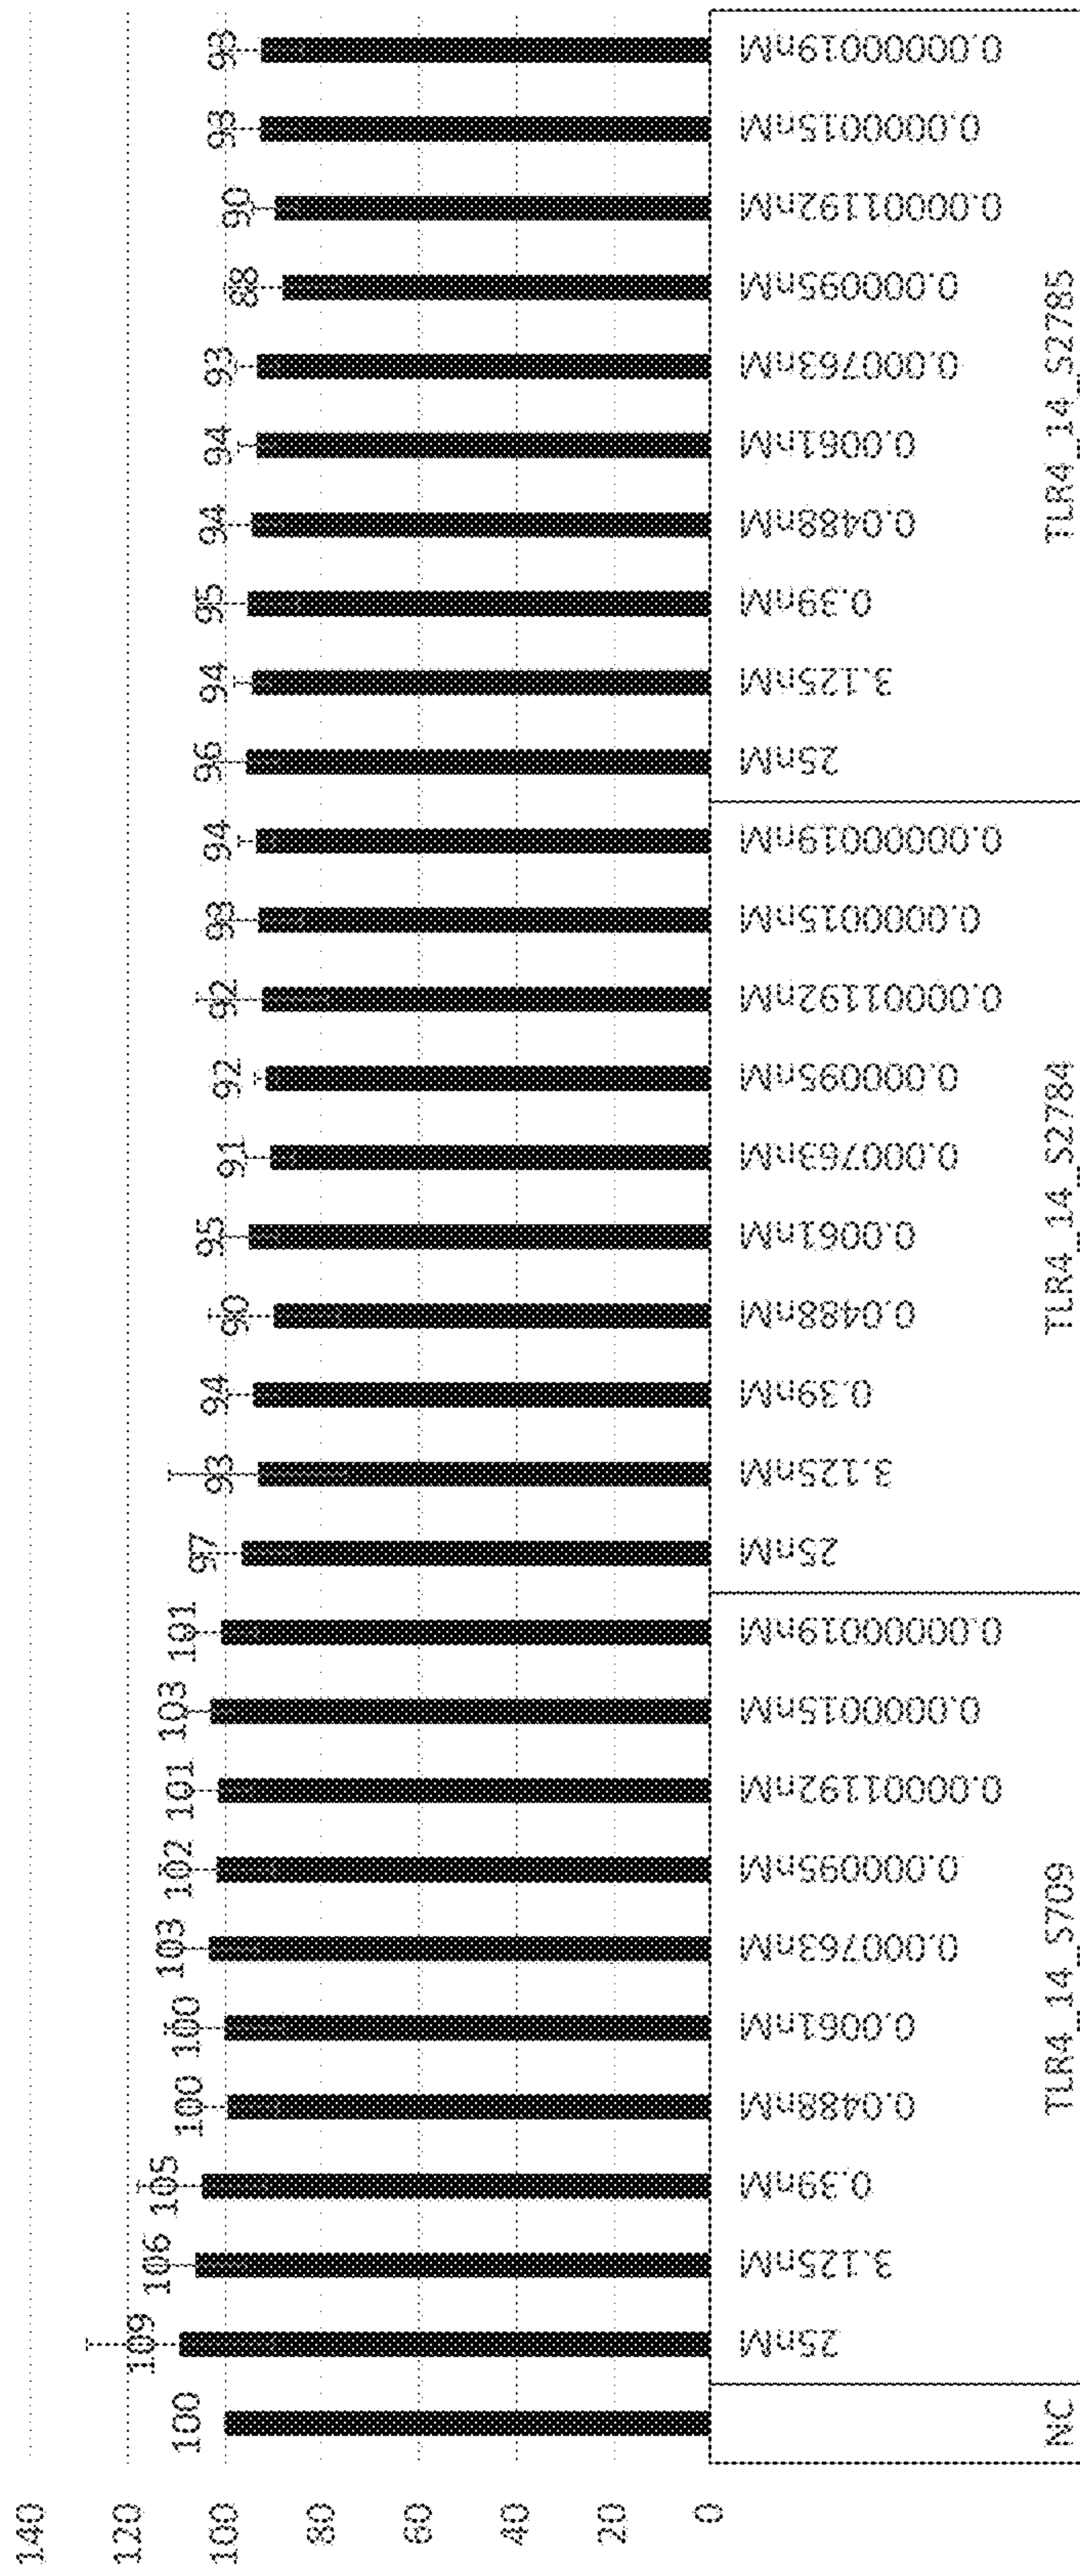 140
120
100
80
60
40
20
0
100
109
106
105
100
100
103
102
101
103
101
97
93
94
90
95
91
92
92
93
94
96
94
95
94
94
93
88
90
93
93
25nM
3.125nM
0.39nM
0.0488nM
0.0061nM
0.000763nM
0.000095nM
0.00001192nM
0.0000015nM
0.00000019nM
25nM
3.125nM
0.39nM
0.0488nM
0.0061nM
0.000763nM
0.000095nM
0.00001192nM
0.0000015nM
0.00000019nM
25nM
3.125nM
0.39nM
0.0488nM
0.0061nM
0.000763nM
0.000095nM
0.00001192nM
0.0000015nM
0.00000019nM
NC
TLR4_14_S709
TLR4_14_S2784
TLR4_14_S2785